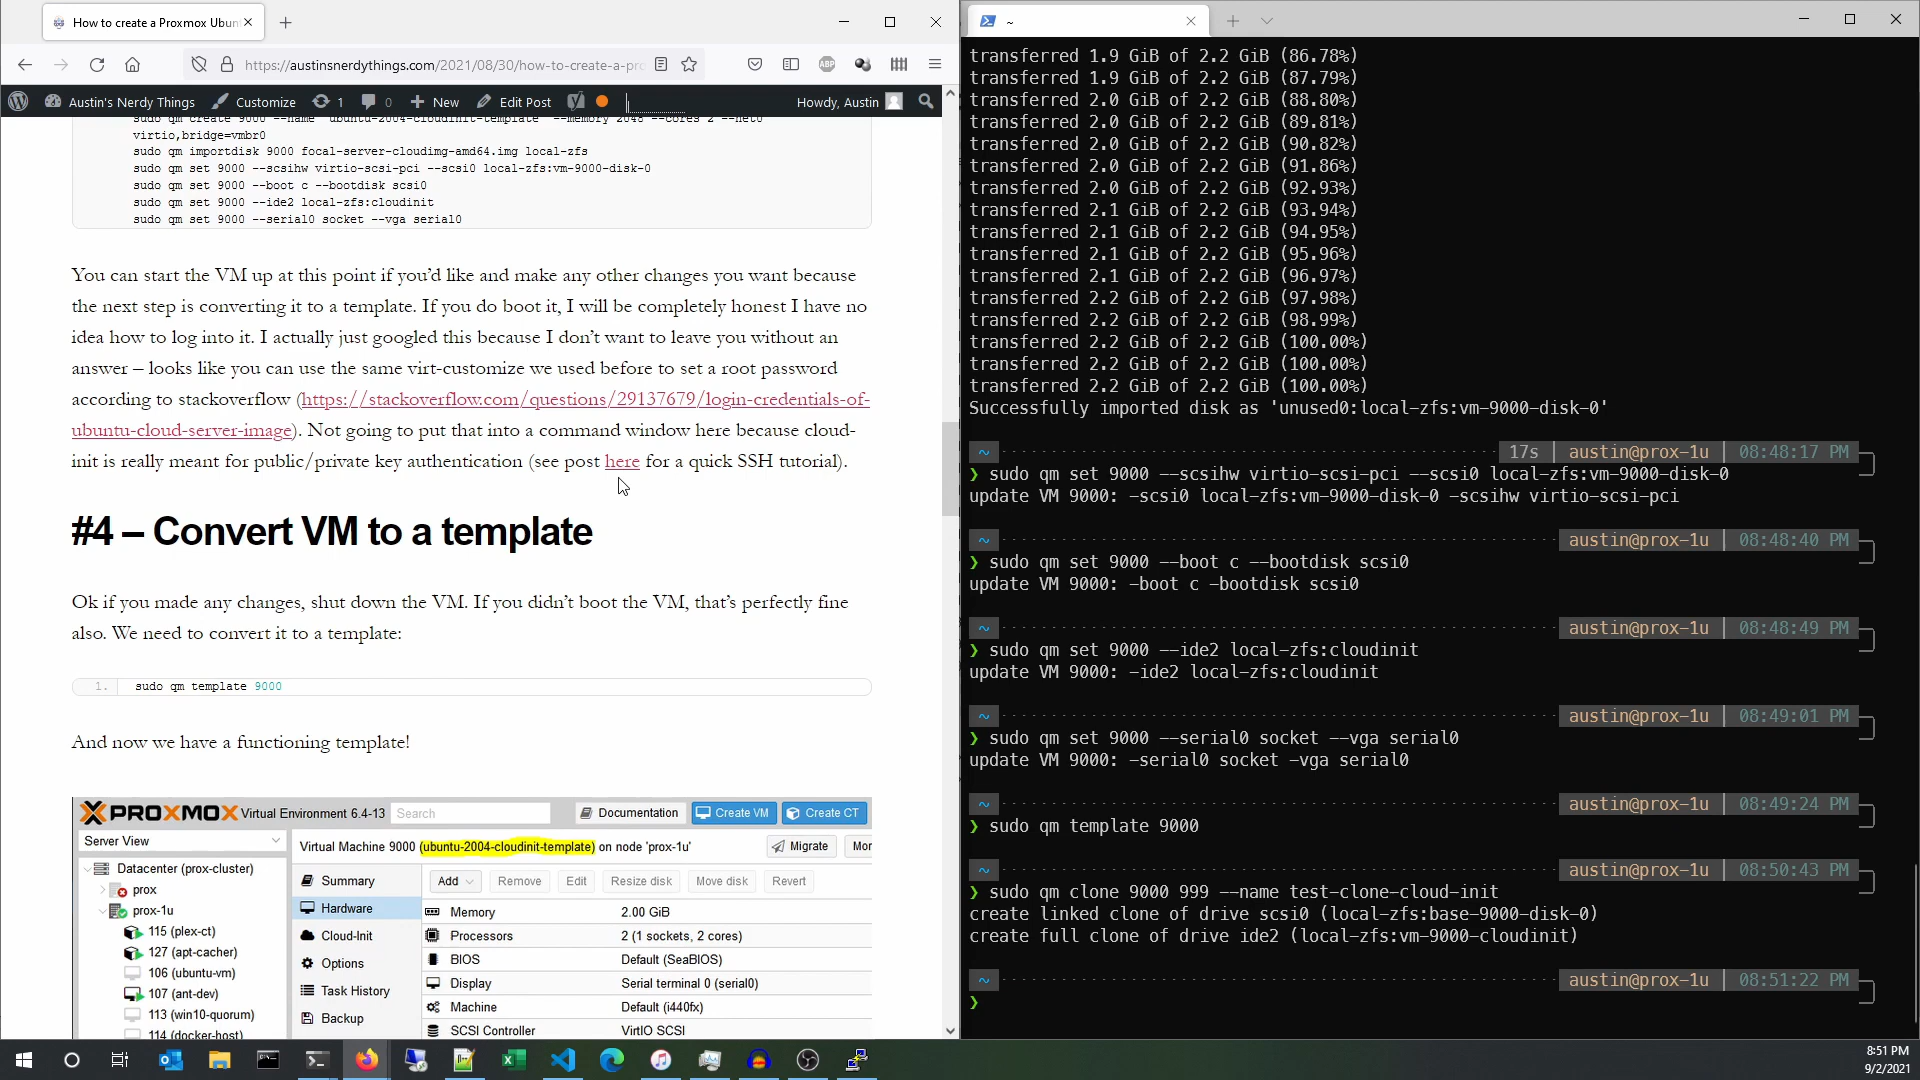 How to create a Proxmox Ubun
https://austinsnerdythings.com/2021/08/30/how-to-create-a-pro
ABP
Austin's Nerdy Things
Customize
1
0
New
Edit Post
Howdy, Austin
sudo qm create 9000 --name "ubuntu-2004-cloudinit-template" --memory 2048 --cores 2 --net0
virtio,bridge=vmbr0
sudo qm importdisk 9000 focal-server-cloudimg-amd64.img local-zfs
sudo qm set 9000 --scsihw virtio-scsi-pci --scsi0 local-zfs:vm-9000-disk-0
sudo qm set 9000 --boot c --bootdisk scsi0
sudo qm set 9000 --ide2 local-zfs:cloudinit
sudo qm set 9000 --serial0 socket --vga serial0
You can start the VM up at this point if you'd like and make any other changes you want because
the next step is converting it to a template. If you do boot it, I will be completely honest I have no
idea how to log into it. I actually just googled this because I don't want to leave you without an
answer – looks like you can use the same virt-customize we used before to set a root password
according to stackoverflow (https://stackoverflow.com/questions/29137679/login-credentials-of-
ubuntu-cloud-server-image). Not going to put that into a command window here because cloud-
init is really meant for public/private key authentication (see post here for a quick SSH tutorial).
#4 – Convert VM to a template
Ok if you made any changes, shut down the VM. If you didn't boot the VM, that's perfectly fine
also. We need to convert it to a template:
1. sudo qm template 9000
And now we have a functioning template!
PROXMOX Virtual Environment 6.4-13
Search
Documentation
Create VM
Create CT
Server View
Virtual Machine 9000 (ubuntu-2004-cloudinit-template) on node 'prox-1u'
Migrate
Mor
Datacenter (prox-cluster)
prox
prox-1u
115 (plex-ct)
127 (apt-cacher)
106 (ubuntu-vm)
107 (ant-dev)
113 (win10-quorum)
114 (docker-host)
Summary
Hardware
Cloud-Init
Options
Task History
Backup
Add
Remove
Edit
Resize disk
Move disk
Revert
Memory 2.00 GiB
Processors 2 (1 sockets, 2 cores)
BIOS Default (SeaBIOS)
Display Serial terminal 0 (serial0)
Machine Default (i440fx)
SCSI Controller VirtIO SCSI
~
transferred 1.9 GiB of 2.2 GiB (86.78%)
transferred 1.9 GiB of 2.2 GiB (87.79%)
transferred 2.0 GiB of 2.2 GiB (88.80%)
transferred 2.0 GiB of 2.2 GiB (89.81%)
transferred 2.0 GiB of 2.2 GiB (90.82%)
transferred 2.0 GiB of 2.2 GiB (91.86%)
transferred 2.0 GiB of 2.2 GiB (92.93%)
transferred 2.1 GiB of 2.2 GiB (93.94%)
transferred 2.1 GiB of 2.2 GiB (94.95%)
transferred 2.1 GiB of 2.2 GiB (95.96%)
transferred 2.1 GiB of 2.2 GiB (96.97%)
transferred 2.2 GiB of 2.2 GiB (97.98%)
transferred 2.2 GiB of 2.2 GiB (98.99%)
transferred 2.2 GiB of 2.2 GiB (100.00%)
transferred 2.2 GiB of 2.2 GiB (100.00%)
transferred 2.2 GiB of 2.2 GiB (100.00%)
Successfully imported disk as 'unused0:local-zfs:vm-9000-disk-0'
~ 17s | austin@prox-1u | 08:48:17 PM
❯ sudo qm set 9000 --scsihw virtio-scsi-pci --scsi0 local-zfs:vm-9000-disk-0
update VM 9000: -scsi0 local-zfs:vm-9000-disk-0 -scsihw virtio-scsi-pci
~ austin@prox-1u | 08:48:40 PM
❯ sudo qm set 9000 --boot c --bootdisk scsi0
update VM 9000: -boot c -bootdisk scsi0
~ austin@prox-1u | 08:48:49 PM
❯ sudo qm set 9000 --ide2 local-zfs:cloudinit
update VM 9000: -ide2 local-zfs:cloudinit
~ austin@prox-1u | 08:49:01 PM
❯ sudo qm set 9000 --serial0 socket --vga serial0
update VM 9000: -serial0 socket -vga serial0
~ austin@prox-1u | 08:49:24 PM
❯ sudo qm template 9000
~ austin@prox-1u | 08:50:43 PM
❯ sudo qm clone 9000 999 --name test-clone-cloud-init
create linked clone of drive scsi0 (local-zfs:base-9000-disk-0)
create full clone of drive ide2 (local-zfs:vm-9000-cloudinit)
~ austin@prox-1u | 08:51:22 PM
❯
8:51 PM
9/2/2021